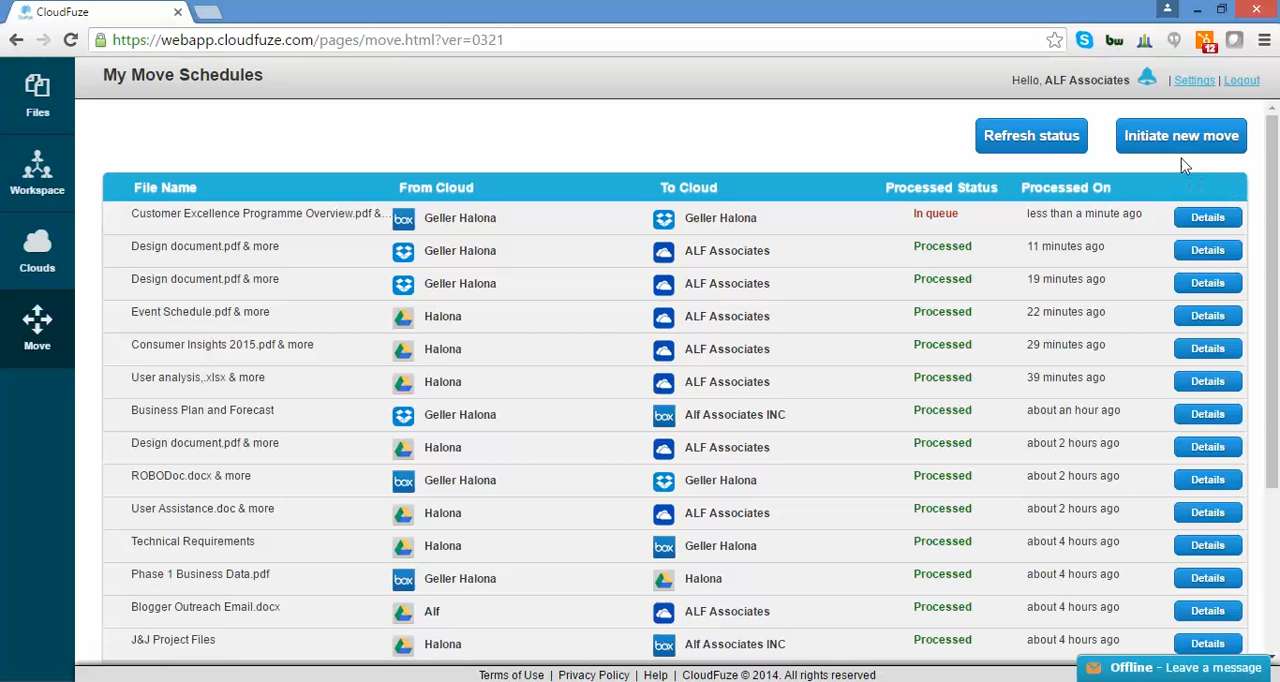 CloudFuze
https://webapp.cloudfuze.com/pages/move.html?ver=0321
bw
12
My Move Schedules
Hello, ALF Associates | Settings | Logout
Files
Workspace
Clouds
Move
Refresh status
Initiate new move
File Name From Cloud To Cloud Processed Status Processed On
Customer Excellence Programme Overview.pdf &... box Geller Halona Geller Halona In queue less than a minute ago Details
Design document.pdf & more Geller Halona ALF Associates Processed 11 minutes ago Details
Design document.pdf & more Geller Halona ALF Associates Processed 19 minutes ago Details
Event Schedule.pdf & more Halona ALF Associates Processed 22 minutes ago Details
Consumer Insights 2015.pdf & more Halona ALF Associates Processed 29 minutes ago Details
User analysis,.xlsx & more Halona ALF Associates Processed 39 minutes ago Details
Business Plan and Forecast Geller Halona box Alf Associates INC Processed about an hour ago Details
Design document.pdf & more Halona ALF Associates Processed about 2 hours ago Details
ROBODoc.docx & more box Geller Halona Geller Halona Processed about 2 hours ago Details
User Assistance.doc & more Halona ALF Associates Processed about 2 hours ago Details
Technical Requirements Halona box Geller Halona Processed about 4 hours ago Details
Phase 1 Business Data.pdf box Geller Halona Halona Processed about 4 hours ago Details
Blogger Outreach Email.docx Alf ALF Associates Processed about 4 hours ago Details
J&J Project Files Halona box Alf Associates INC Processed about 4 hours ago Details
Offline – Leave a message
Terms of Use | Privacy Policy | Help | CloudFuze © 2014. All rights reserved